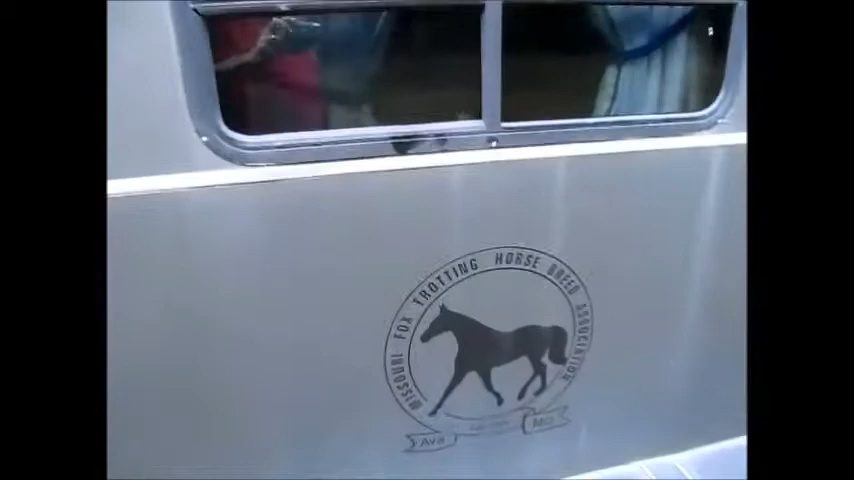 MISSOURI FOX TROTTING HORSE BREED ASSOCIATION
AVA MO